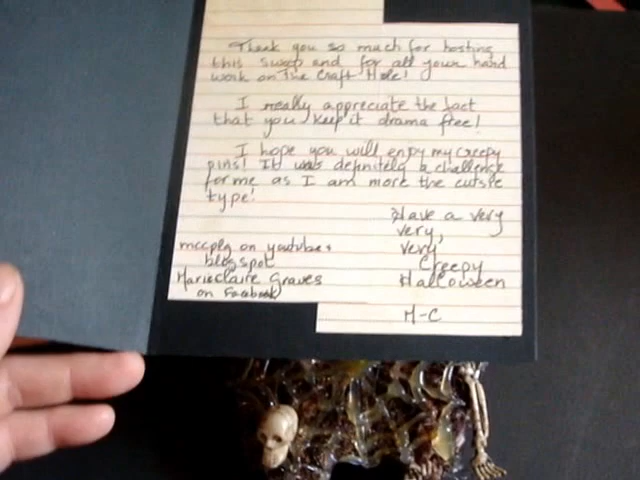 Thank you so much for hosting
this swap and for all your hard
work on The Craft Hole!
I really appreciate the fact
that you keep it drama free!
I hope you will enjoy my creepy
pins! It was definitely a challenge
for me as I am more the cutsie
type!
Have a very
very,
very
Creepy
Halloween
H-C
mccplg on youtube &
blogspot
Marieclaire Graves
on Facebook